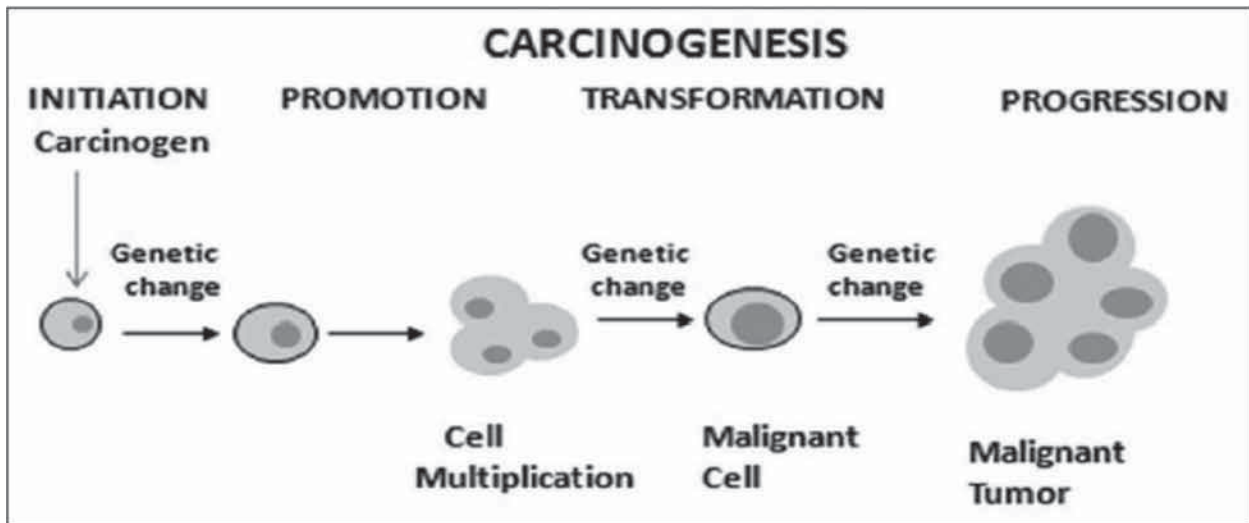 CARCINOGENESIS
INITIATION PROMOTION TRANSFORMATION PROGRESSION
Carcinogen
Genetic
change
Genetic
change
Genetic
change
Cell
Multiplication
Malignant
Cell
Malignant
Tumor